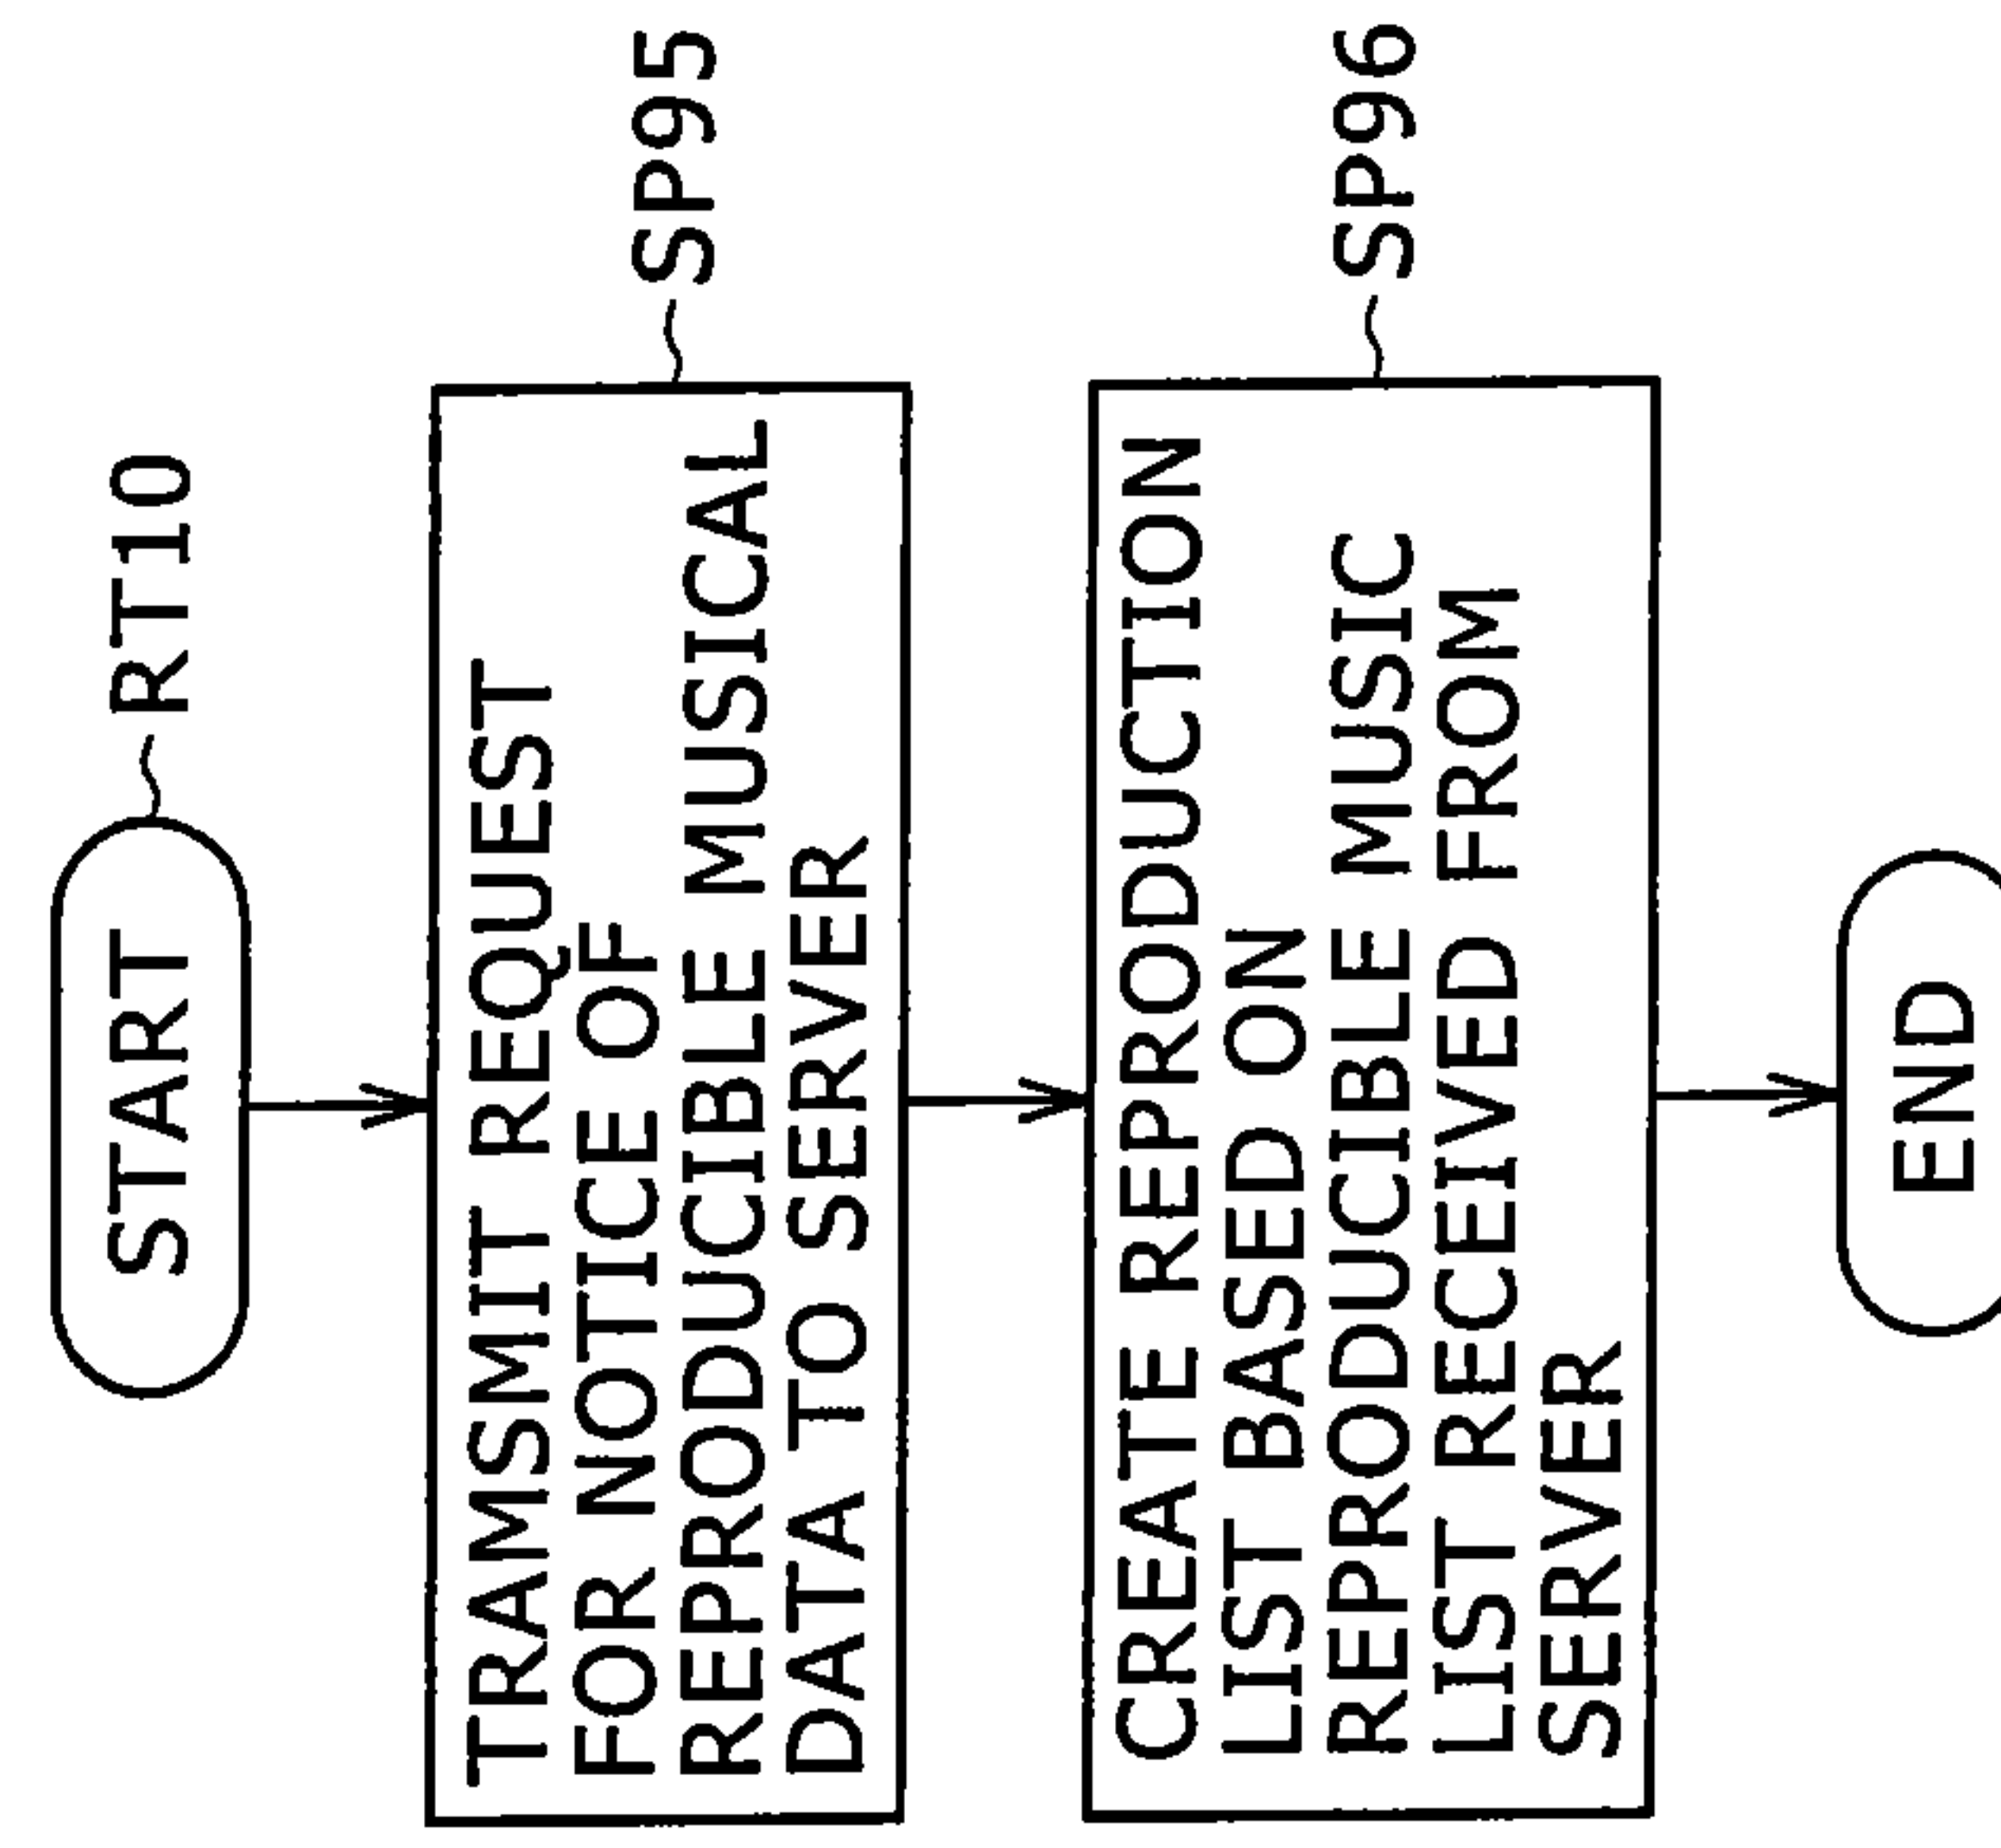 START
RT10
TRAMSMIT REQUEST
FOR NOTICE OF
REPRODUCIBLE MUSICAL
DATA TO SERVER
SP95
CREATE REPRODUCTION
LIST BASED ON
REPRODUCIBLE MUSIC
LIST RECEIVED FROM
SERVER
SP96
END